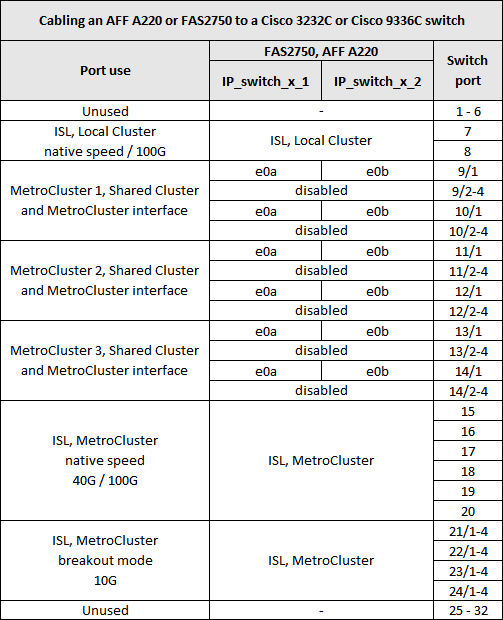 Cabling an AFF A220 or FAS2750 to a Cisco 3232C or Cisco 9336C switch
Port use
FAS2750, AFF A220
Switch
port
IP_switch_x_1
IP_switch_x_2
Unused
-
1 - 6
ISL, Local Cluster
native speed / 100G
ISL, Local Cluster
7
8
MetroCluster 1, Shared Cluster
and MetroCluster interface
e0a
e0b
9/1
disabled
9/2-4
e0a
e0b
10/1
disabled
10/2-4
MetroCluster 2, Shared Cluster
and MetroCluster interface
e0a
e0b
11/1
disabled
11/2-4
e0a
e0b
12/1
disabled
12/2-4
MetroCluster 3, Shared Cluster
and MetroCluster interface
e0a
e0b
13/1
disabled
13/2-4
e0a
e0b
14/1
disabled
14/2-4
ISL, MetroCluster
native speed
40G / 100G
ISL, MetroCluster
15
16
17
18
19
20
ISL, MetroCluster
breakout mode
10G
ISL, MetroCluster
21/1-4
22/1-4
23/1-4
24/1-4
Unused
-
25 - 32